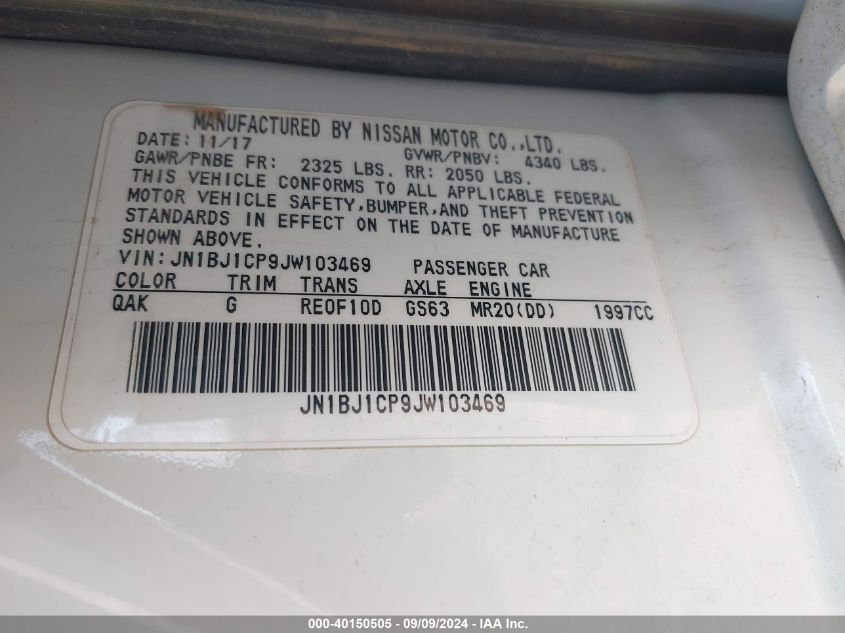 MANUFACTURED BY NISSAN MOTOR CO.,LTD.
DATE: 11/17 GVWR/PNBV: 4340 LBS.
GAWR/PNBE FR: 2325 LBS. RR: 2050 LBS.
THIS VEHICLE CONFORMS TO ALL APPLICABLE FEDERAL
MOTOR VEHICLE SAFETY,BUMPER,AND THEFT PREVENTION
STANDARDS IN EFFECT ON THE DATE OF MANUFACTURE
SHOWN ABOVE.
VIN: JN1BJ1CP9JW103469 PASSENGER CAR
COLOR TRIM TRANS AXLE ENGINE
QAK G RE0F10D GS63 MR20(DD) 1997CC
JN1BJ1CP9JW103469
000-40150505 - 09/09/2024 - IAA Inc.